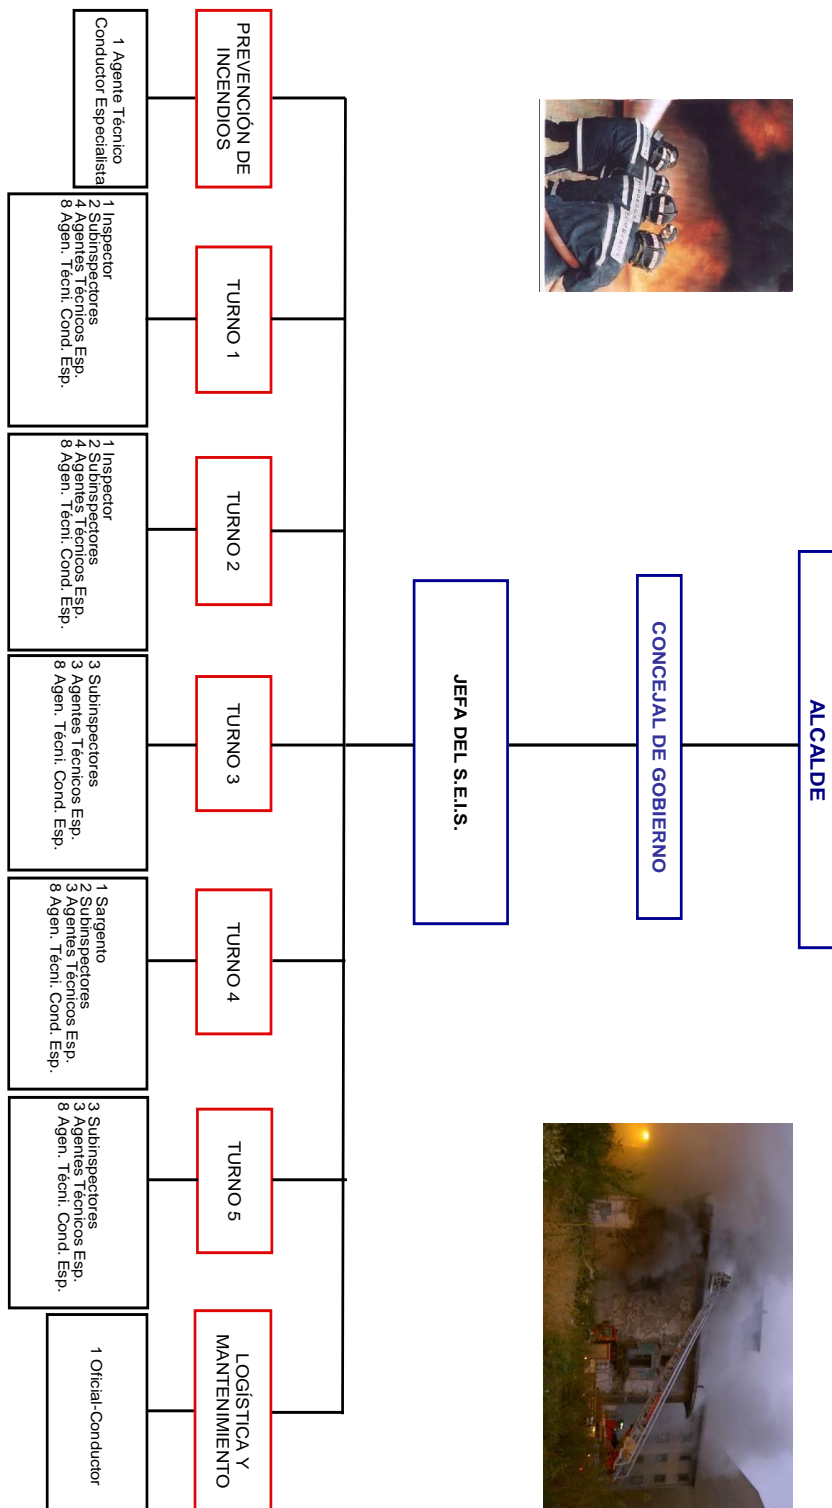 ALCALDE
CONCEJAL DE GOBIERNO
JEFA DEL S.E.I.S.
PREVENCIÓN DE
INCENDIOS
TURNO 1
TURNO 2
TURNO 3
TURNO 4
TURNO 5
LOGÍSTICA Y
MANTENIMIENTO
1 Agente Técnico
Conductor Especialista
1 Inspector
2 Subinspectores
4 Agentes Técnicos Esp.
8 Agen. Técni. Cond. Esp.
1 Inspector
2 Subinspectores
4 Agentes Técnicos Esp.
8 Agen. Técni. Cond. Esp.
3 Subinspectores
3 Agentes Técnicos Esp.
8 Agen. Técni. Cond. Esp.
1 Sargento
2 Subinspectores
3 Agentes Técnicos Esp.
8 Agen. Técni. Cond. Esp.
3 Subinspectores
3 Agentes Técnicos Esp.
8 Agen. Técni. Cond. Esp.
1 Oficial-Conductor